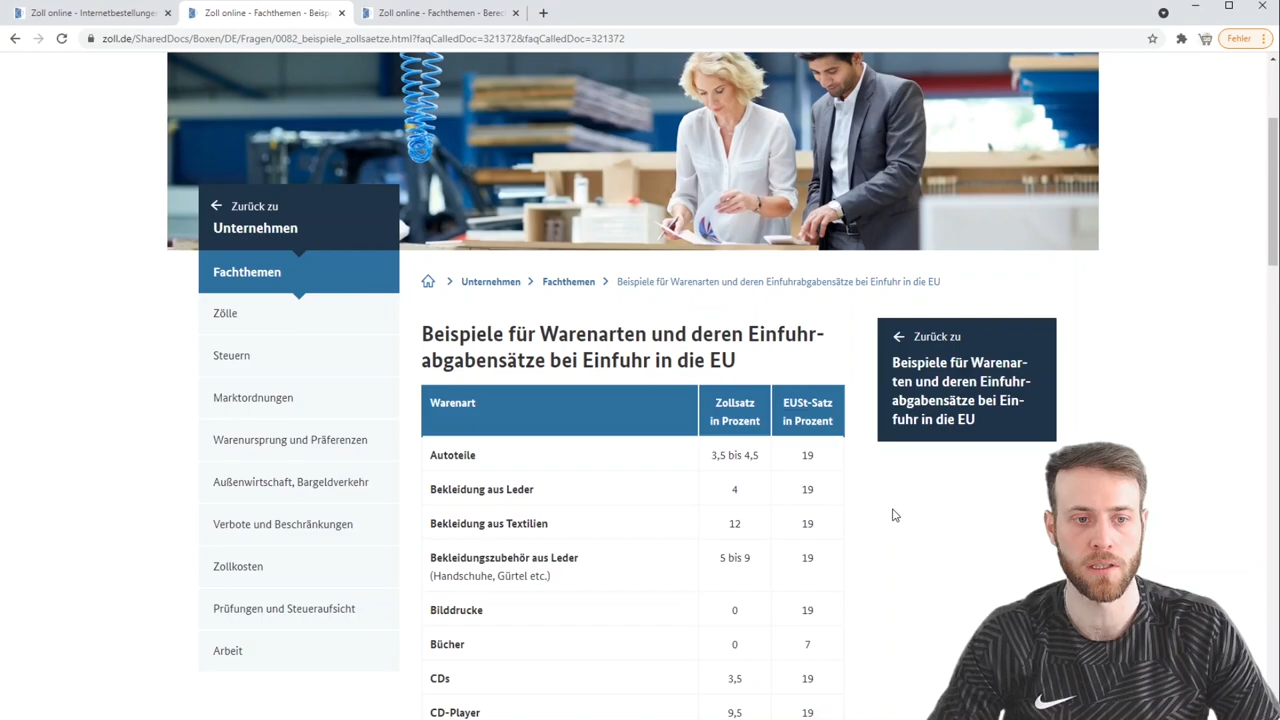 Zoll online - Internetbestellungen
Zoll online - Fachthemen - Beisp
Zoll online - Fachthemen - Berec
zoll.de/SharedDocs/Boxen/DE/Fragen/0082_beispiele_zollsaetze.html?faqCalledDoc=321372&faqCalledDoc=321372
Fehler
Zurück zu
Unternehmen
Fachthemen
Zölle
Steuern
Marktordnungen
Warenursprung und Präferenzen
Außenwirtschaft, Bargeldverkehr
Verbote und Beschränkungen
Zollkosten
Prüfungen und Steueraufsicht
Arbeit
Unternehmen Fachthemen Beispiele für Warenarten und deren Einfuhrabgabensätze bei Einfuhr in die EU
Beispiele für Warenarten und deren Einfuhr-
abgabensätze bei Einfuhr in die EU
Warenart Zollsatz in Prozent EUSt-Satz in Prozent
Autoteile 3,5 bis 4,5 19
Bekleidung aus Leder 4 19
Bekleidung aus Textilien 12 19
Bekleidungszubehör aus Leder 5 bis 9 19
(Handschuhe, Gürtel etc.)
Bilddrucke 0 19
Bücher 0 7
CDs 3,5 19
CD-Player 9,5 19
Zurück zu
Beispiele für Warenar-
ten und deren Einfuhr-
abgabensätze bei Ein-
fuhr in die EU